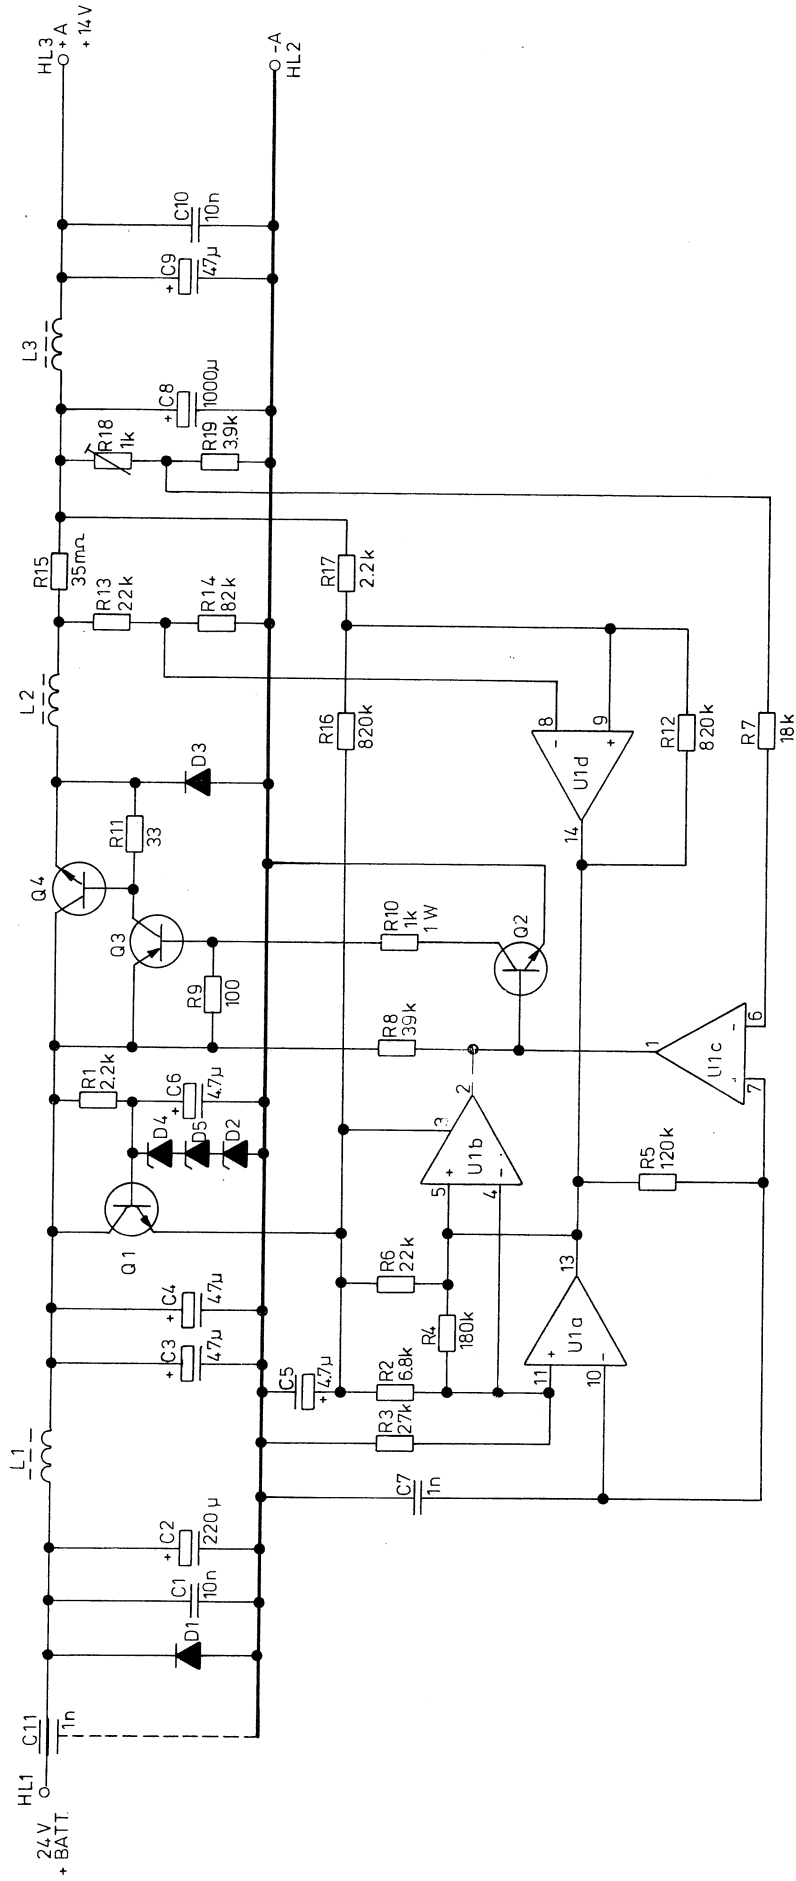 HL1
24V
+ BATT.
C11
1n
D1
C1
10n
+ C2
220µ
L1
+ C3
47µ
+ C4
47µ
Q1
D4
D5
D2
R1
2.2k
+ C6
4.7µ
R9
100
Q3
Q4
R11
33
D3
L2
R13
22k
R14
82k
R15
35mΩ
R18
1k
R19
3.9k
+ C8
1000µ
L3
+ C9
47µ
C10
10n
HL3
+A
+14V
-A
HL2
C7
1n
R3
27k
C5
+ 4.7µ
R2
6.8k
R4
180k
R6
22k
5
+
4
-
U1b
3
2
R8
39k
R10
1k
1W
Q2
R16
820k
R17
2.2k
8
-
9
+
U1d
14
R12
820k
R7
18k
11
+
10
-
U1a
13
R5
120k
7
6
-
U1c
1